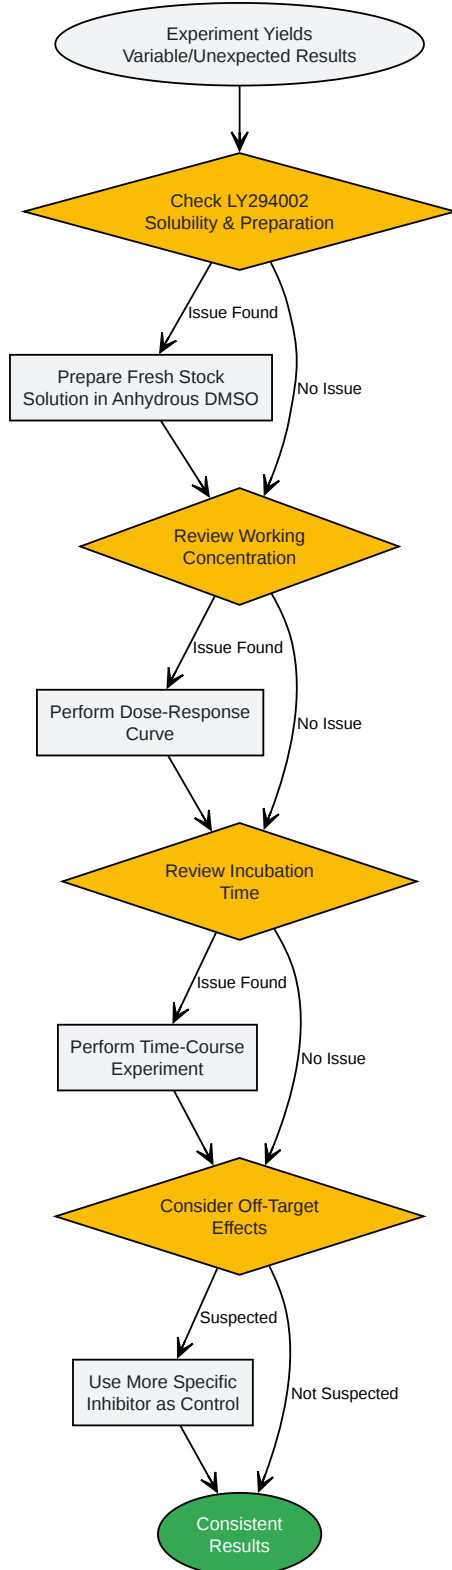 Experiment Yields
Variable/Unexpected Results
Check LY294002
Solubility & Preparation
Issue Found
Prepare Fresh Stock
Solution in Anhydrous DMSO
No Issue
Review Working
Concentration
Issue Found
Perform Dose-Response
Curve
No Issue
Review Incubation
Time
Issue Found
Perform Time-Course
Experiment
No Issue
Consider Off-Target
Effects
Suspected
Use More Specific
Inhibitor as Control
Not Suspected
Consistent
Results